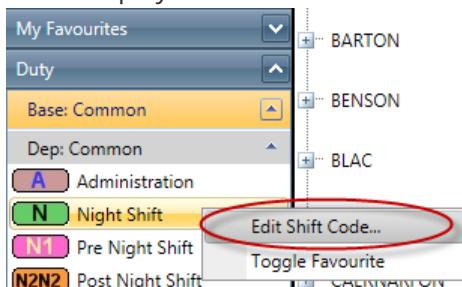 My Favourites
Duty
Base: Common
Dep: Common
A Administration
N Night Shift
N1 Pre Night Shift
N2N2 Post Night Shift
BARTON
BENSON
BLAC
Edit Shift Code...
Toggle Favourite
CAERNARFON